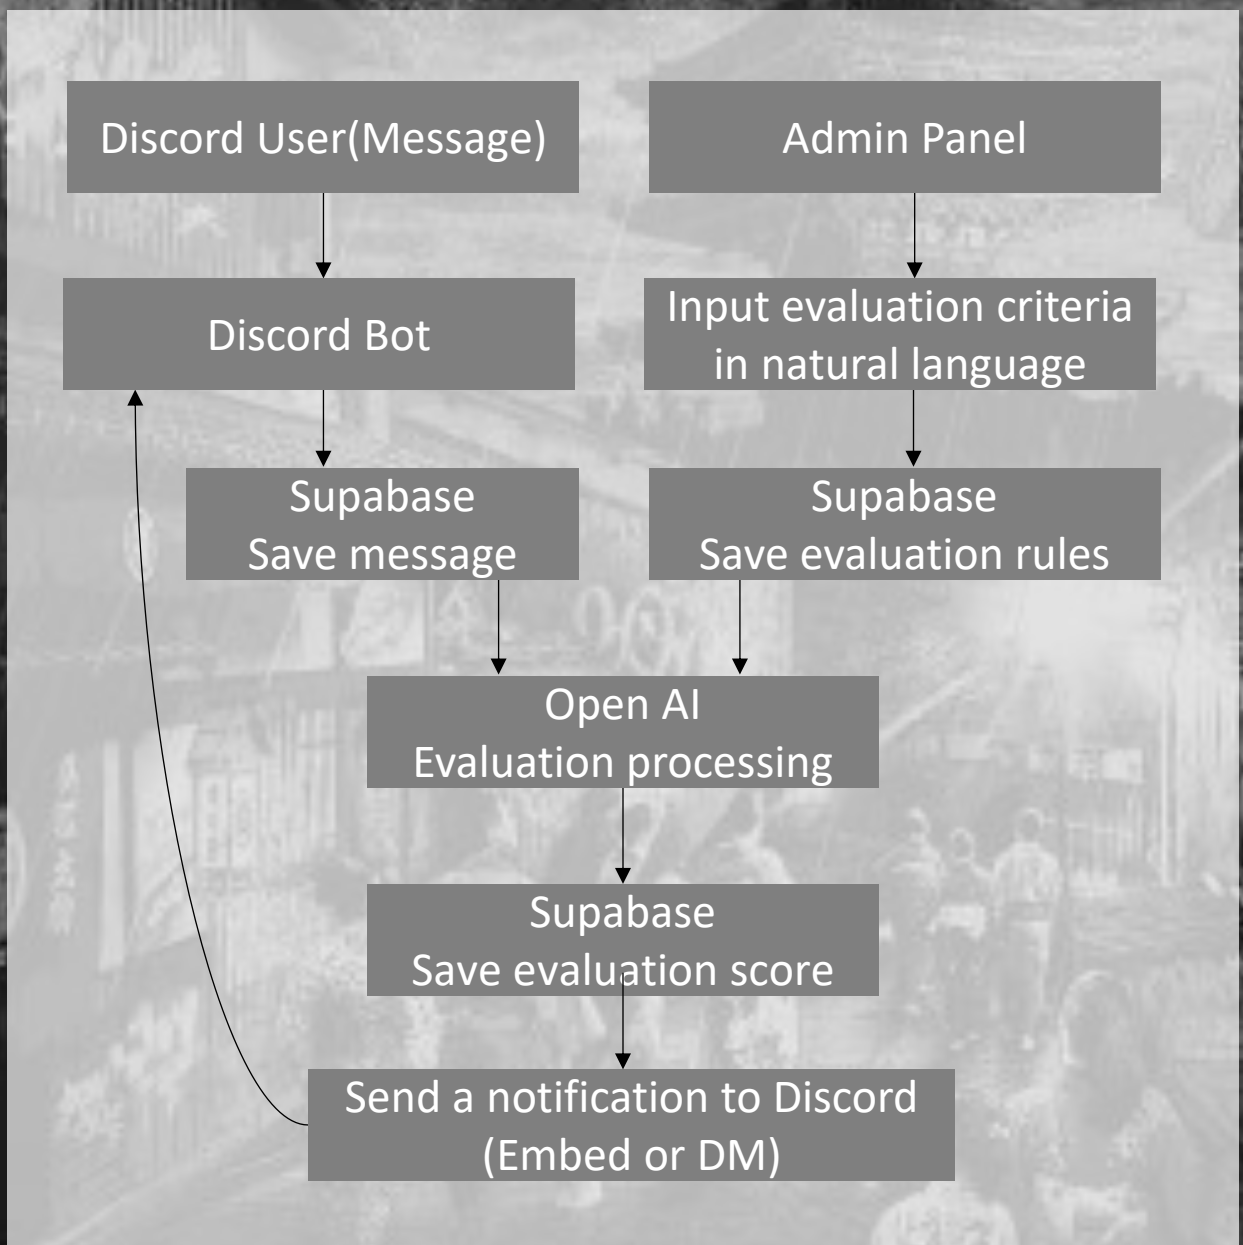 Discord User(Message)
Admin Panel
Discord Bot
Input evaluation criteria
in natural language
Supabase
Save message
Supabase
Save evaluation rules
Open AI
Evaluation processing
Supabase
Save evaluation score
Send a notification to Discord
(Embed or DM)